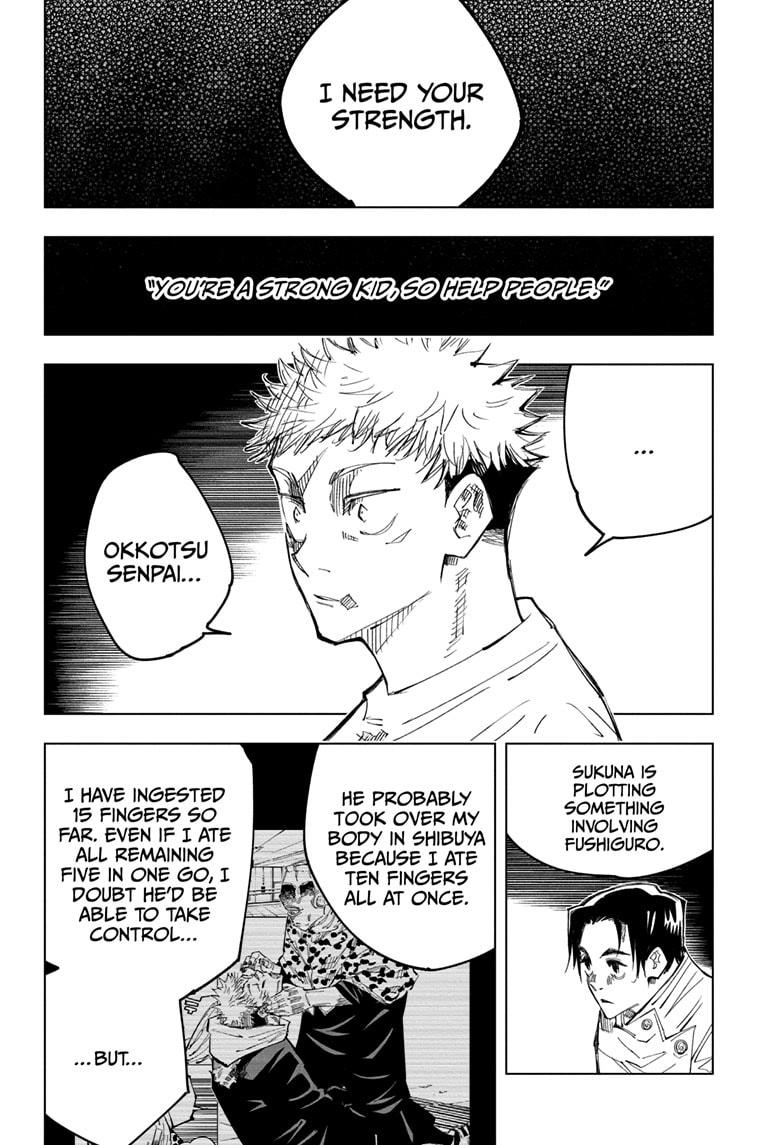 I NEED YOUR
STRENGTH.
"YOU'RE A STRONG KID, SO HELP PEOPLE."
...
OKKOTSU
SENPAI...
SUKUNA IS
PLOTTING
SOMETHING
INVOLVING
FUSHIGURO.
HE PROBABLY
TOOK OVER MY
BODY IN SHIBUYA
BECAUSE I ATE
TEN FINGERS
ALL AT ONCE.
I HAVE INGESTED
15 FINGERS SO
FAR. EVEN IF I ATE
ALL REMAINING
FIVE IN ONE GO, I
DOUBT HE'D BE
ABLE TO TAKE
CONTROL...
...BUT...